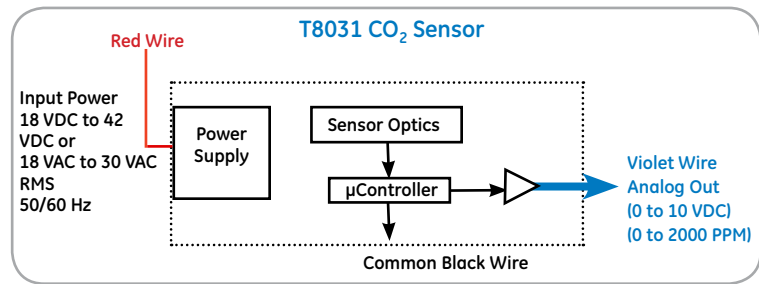 T8031 CO₂ Sensor
Red Wire
Input Power
18 VDC to 42
VDC or
18 VAC to 30 VAC
RMS
50/60 Hz
Power
Supply
Sensor Optics
µController
Violet Wire
Analog Out
(0 to 10 VDC)
(0 to 2000 PPM)
Common Black Wire